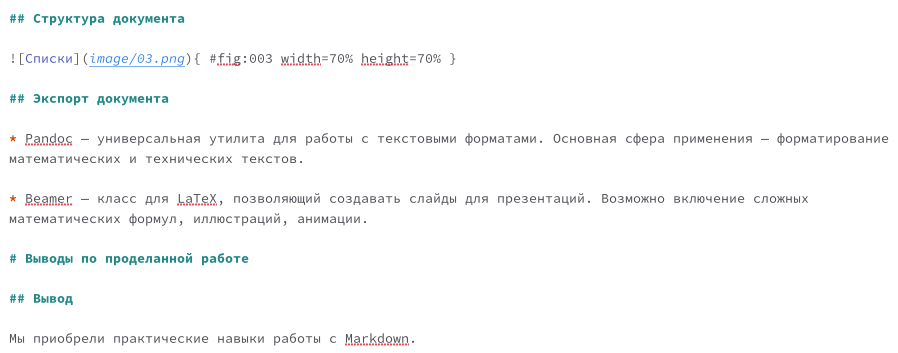 ## Структура документа
![Списки](image/03.png){ #fig:003 width=70% height=70% }
## Экспорт документа
* Pandoc — универсальная утилита для работы с текстовыми форматами. Основная сфера применения — форматирование
математических и технических текстов.
* Beamer — класс для LaTeX, позволяющий создавать слайды для презентаций. Возможно включение сложных
математических формул, иллюстраций, анимации.
# Выводы по проделанной работе
## Вывод
Мы приобрели практические навыки работы с Markdown.